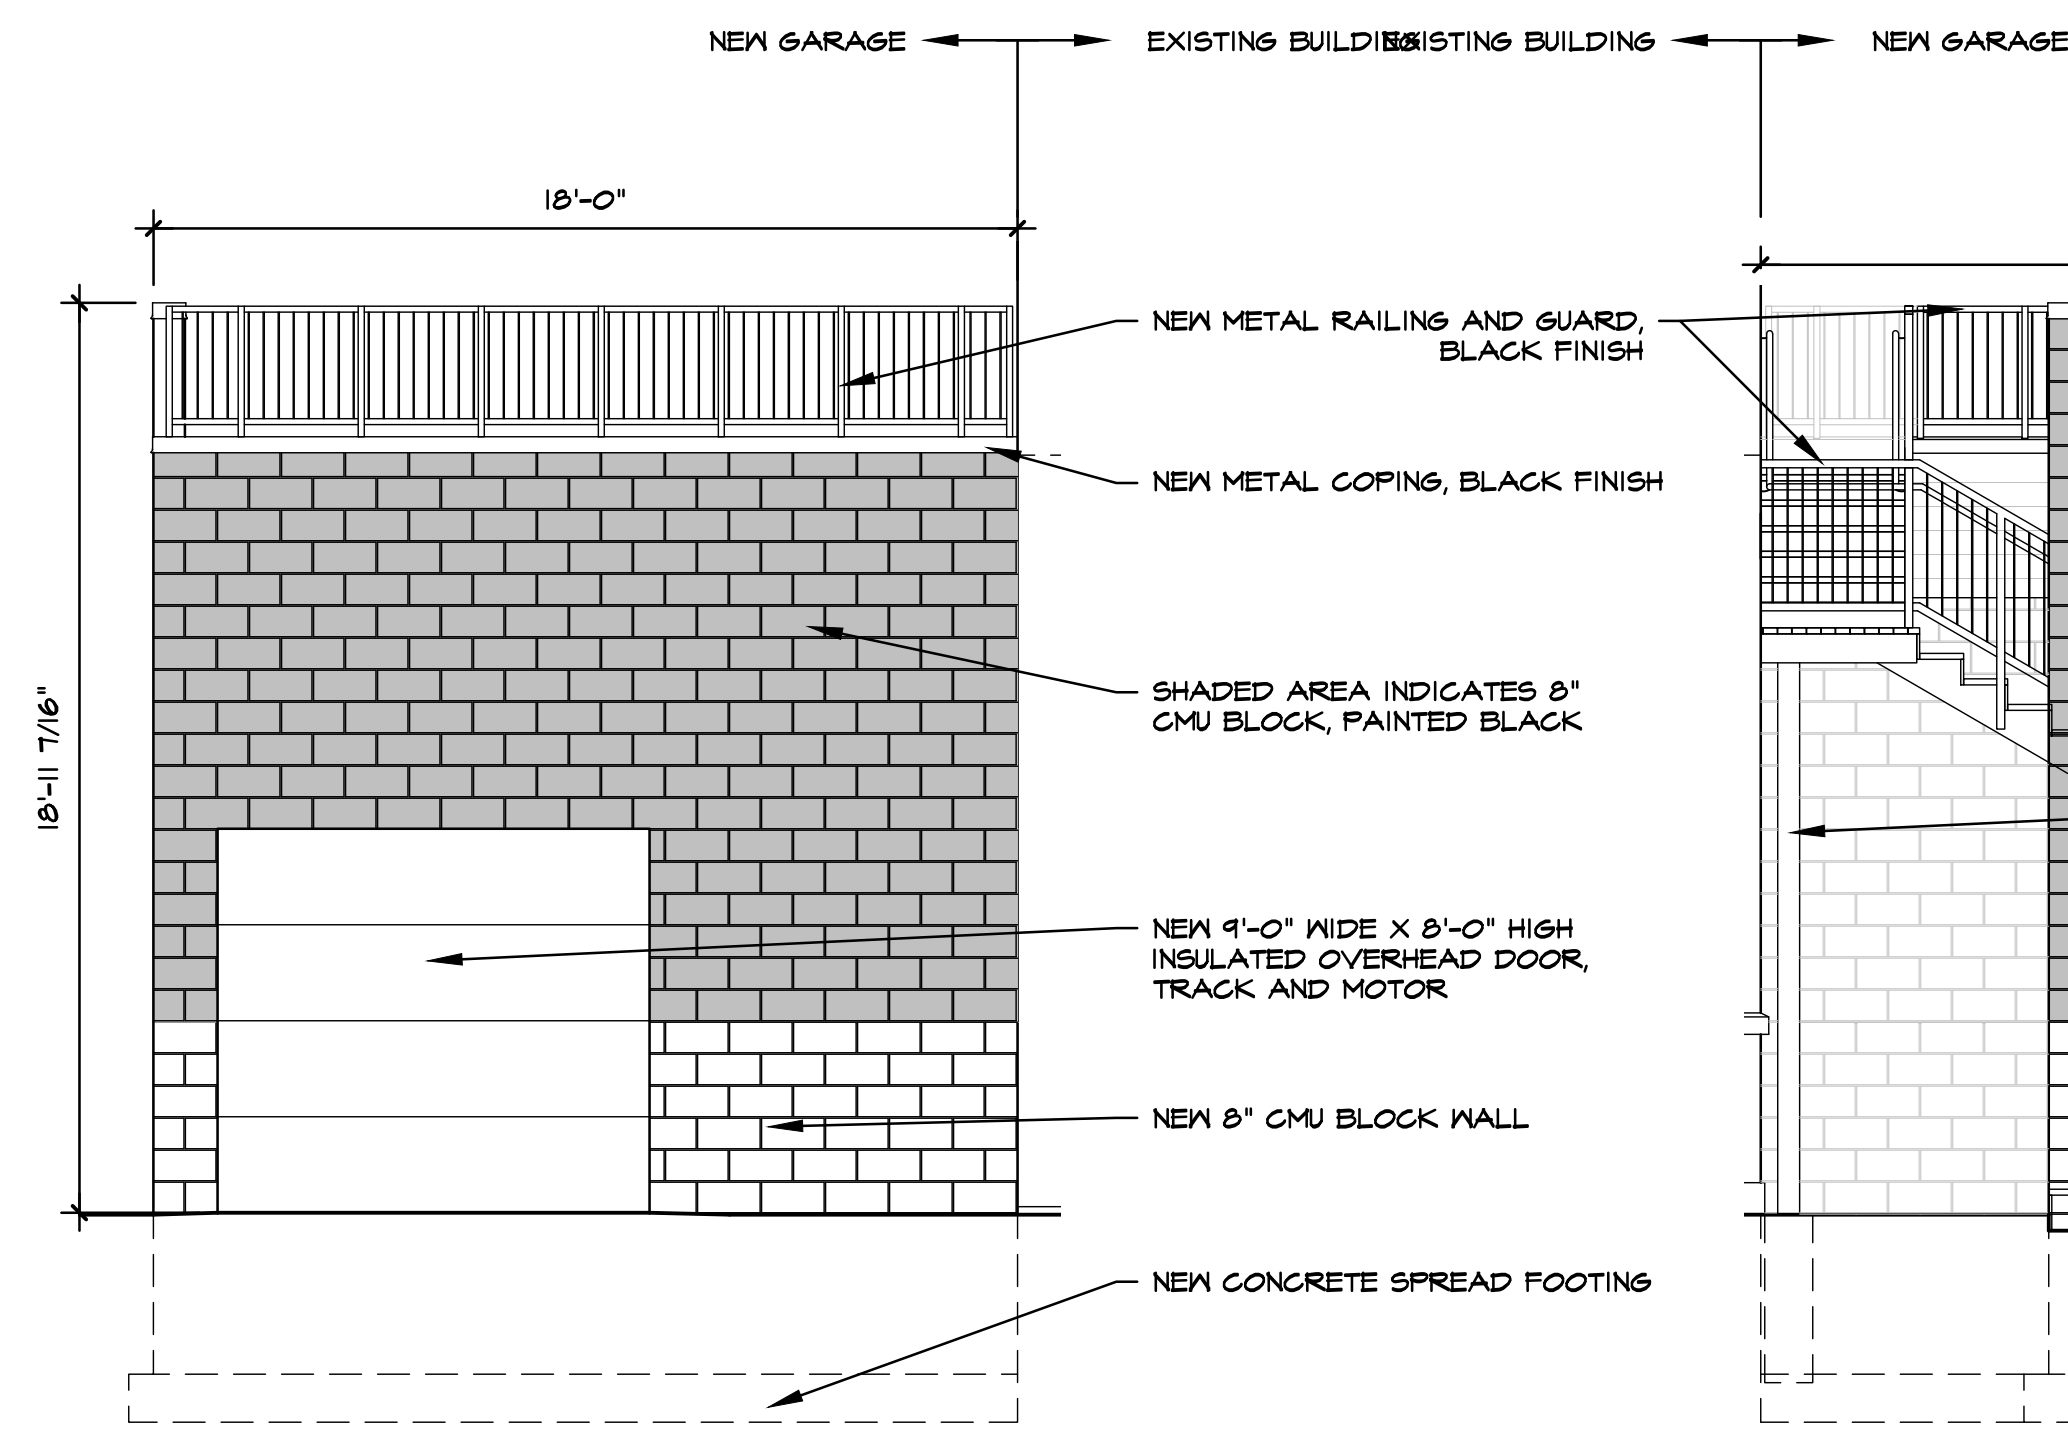 NEW GARAGE
EXISTING BUILDING
EXISTING BUILDING
NEW GARAGE
18'-0"
18'-11 7/16"
NEW METAL RAILING AND GUARD,
BLACK FINISH
NEW METAL COPING, BLACK FINISH
SHADED AREA INDICATES 8"
CMU BLOCK, PAINTED BLACK
NEW 9'-0" WIDE X 8'-0" HIGH
INSULATED OVERHEAD DOOR,
TRACK AND MOTOR
NEW 8" CMU BLOCK WALL
NEW CONCRETE SPREAD FOOTING